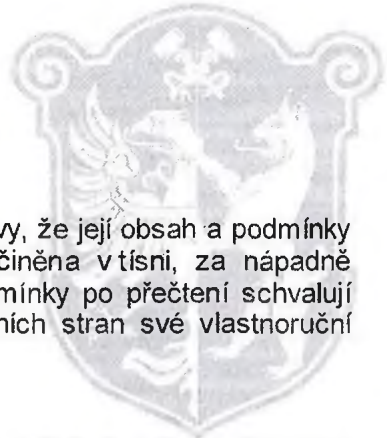 vy, že její obsah a podmínky
činěna v tísni, za nápadně
mínky po přečtení schvalují
ních stran své vlastnoruční